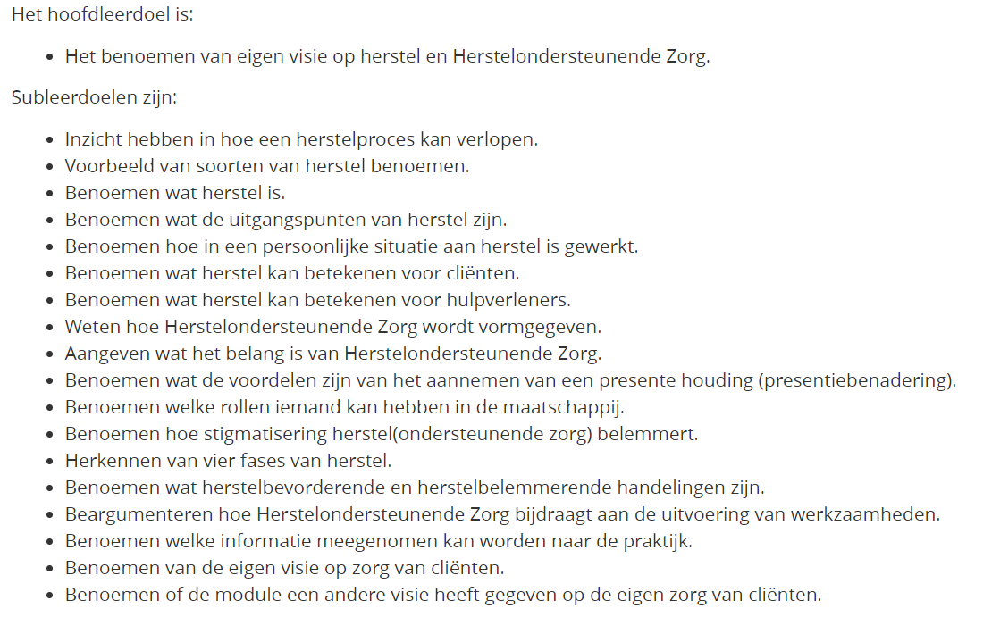 Het hoofdleerdoel is:
• Het benoemen van eigen visie op herstel en Herstelondersteunende Zorg.
Subleerdoelen zijn:
• Inzicht hebben in hoe een herstelproces kan verlopen.
• Voorbeeld van soorten van herstel benoemen.
• Benoemen wat herstel is.
• Benoemen wat de uitgangspunten van herstel zijn.
• Benoemen hoe in een persoonlijke situatie aan herstel is gewerkt.
• Benoemen wat herstel kan betekenen voor cliënten.
• Benoemen wat herstel kan betekenen voor hulpverleners.
• Weten hoe Herstelondersteunende Zorg wordt vormgegeven.
• Aangeven wat het belang is van Herstelondersteunende Zorg.
• Benoemen wat de voordelen zijn van het aannemen van een presente houding (presentiebenadering).
• Benoemen welke rollen iemand kan hebben in de maatschappij.
• Benoemen hoe stigmatisering herstel(ondersteunende zorg) belemmert.
• Herkennen van vier fases van herstel.
• Benoemen wat herstelbevorderende en herstelbelemmerende handelingen zijn.
• Beargumenteren hoe Herstelondersteunende Zorg bijdraagt aan de uitvoering van werkzaamheden.
• Benoemen welke informatie meegenomen kan worden naar de praktijk.
• Benoemen van de eigen visie op zorg van cliënten.
• Benoemen of de module een andere visie heeft gegeven op de eigen zorg van cliënten.